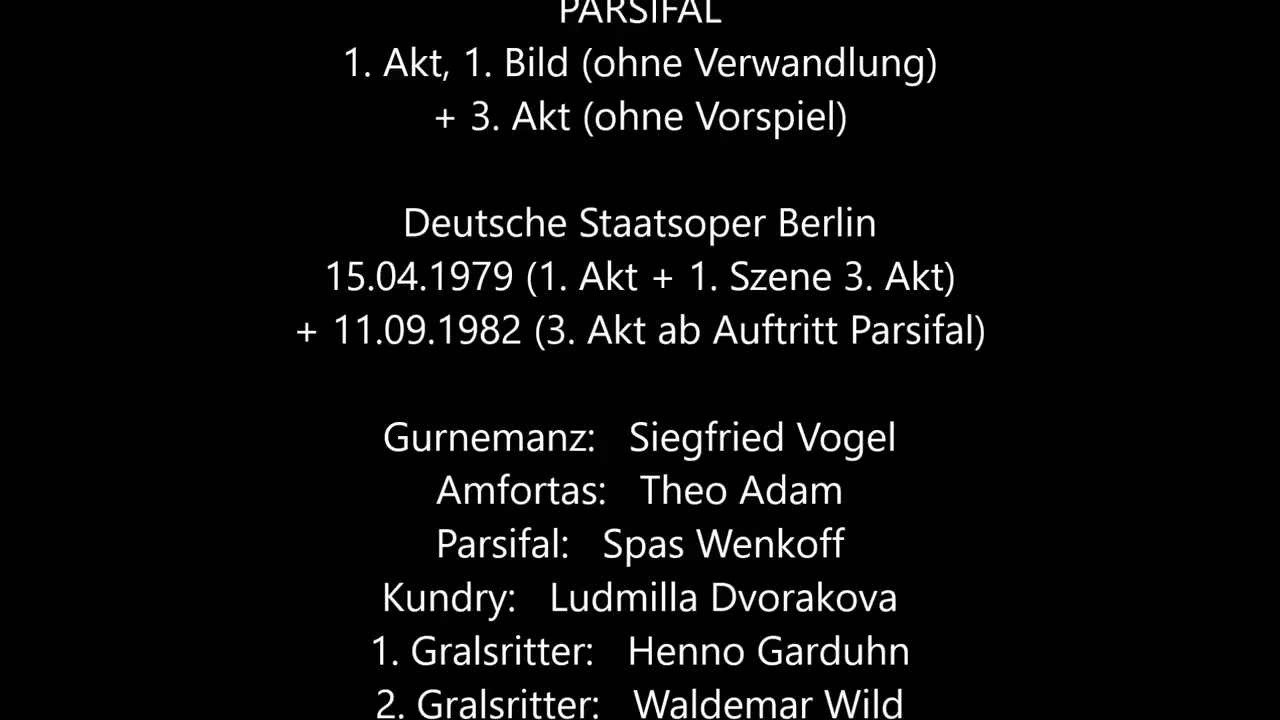 PARSIFAL
1. Akt, 1. Bild (ohne Verwandlung)
+ 3. Akt (ohne Vorspiel)
Deutsche Staatsoper Berlin
15.04.1979 (1. Akt + 1. Szene 3. Akt)
+ 11.09.1982 (3. Akt ab Auftritt Parsifal)
Gurnemanz: Siegfried Vogel
Amfortas: Theo Adam
Parsifal: Spas Wenkoff
Kundry: Ludmilla Dvorakova
1. Gralsritter: Henno Garduhn
2. Gralsritter: Waldemar Wild